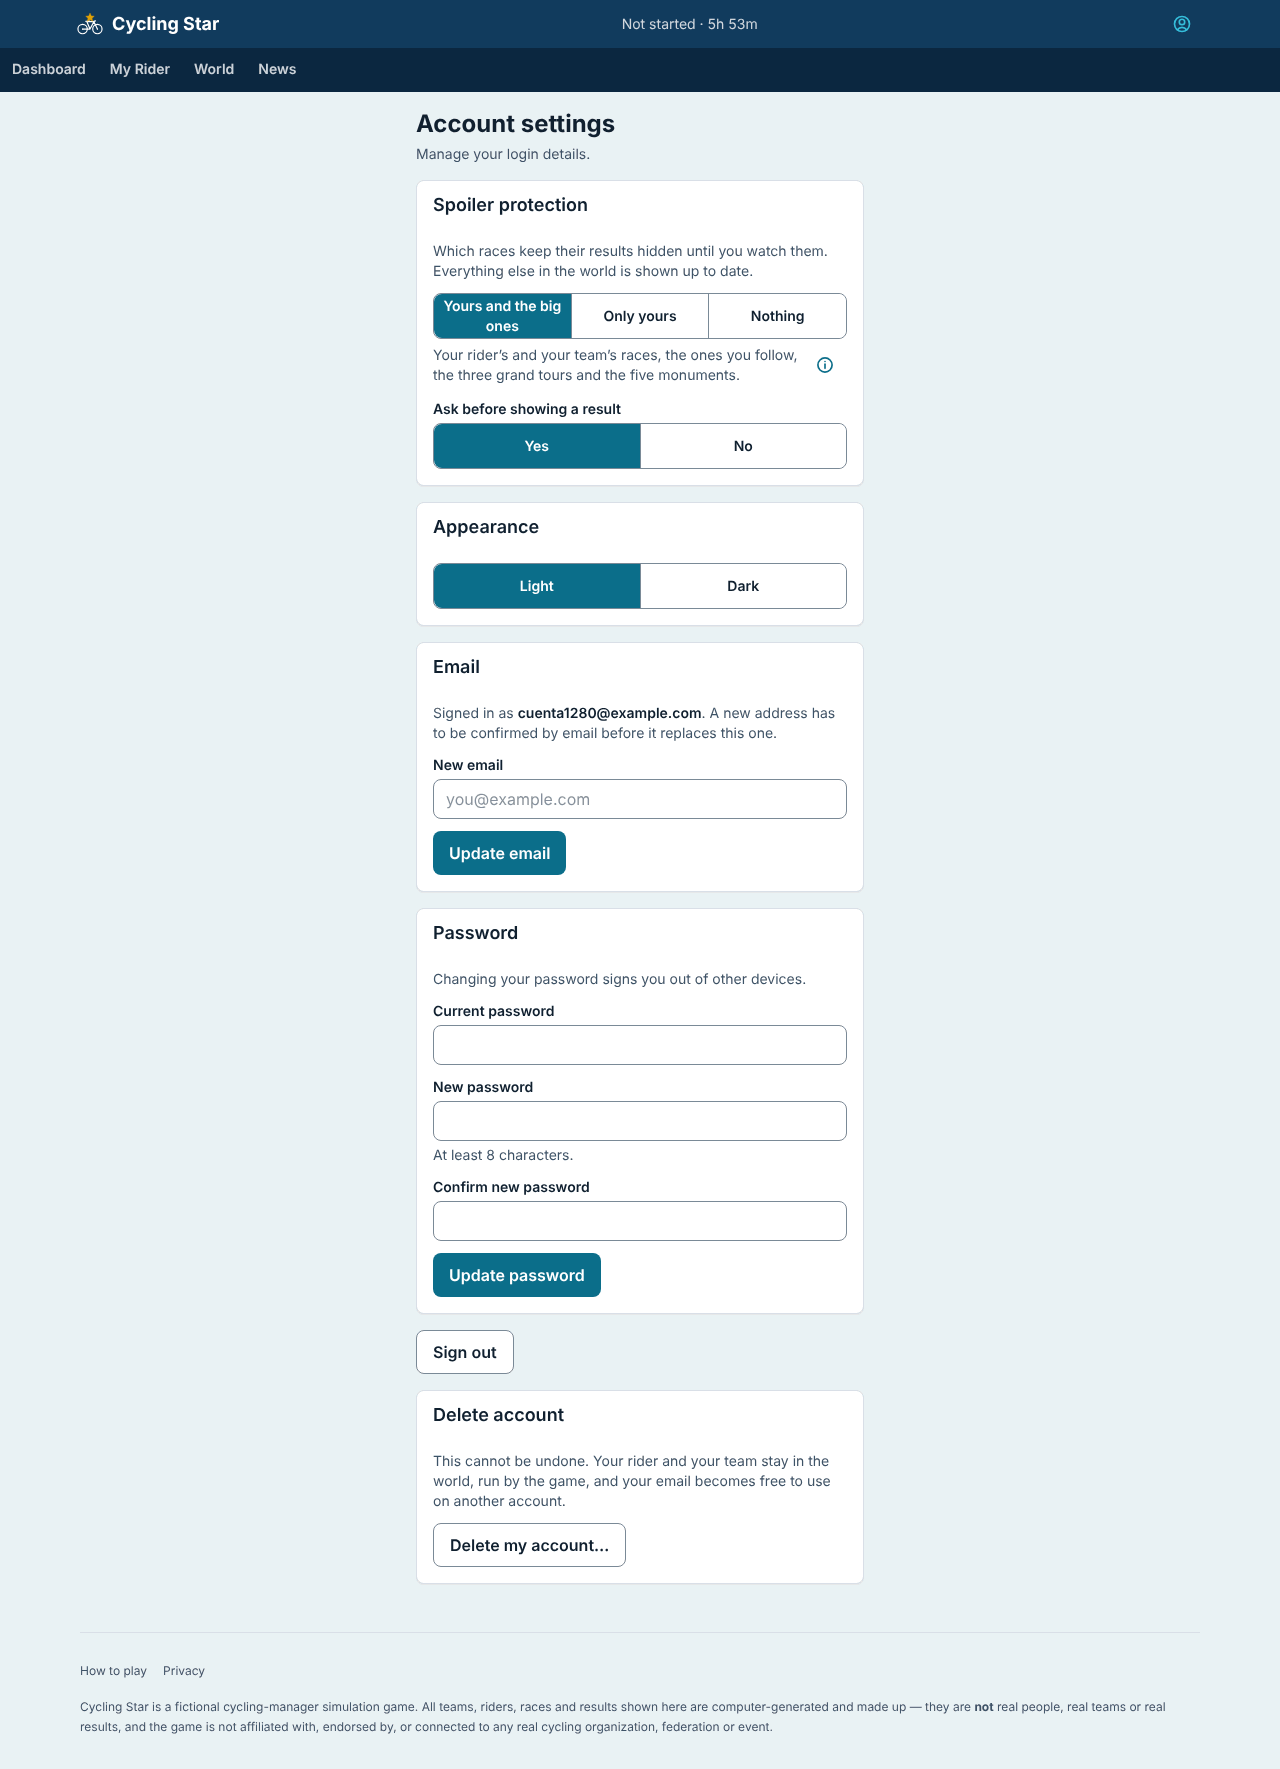 Cycling Star
Not started · 5h 53m
Dashboard
My Rider
World
News
Account settings
Manage your login details.
Spoiler protection
Which races keep their results hidden until you watch them.
Everything else in the world is shown up to date.
Yours and the big
ones
Only yours
Nothing
Your rider’s and your team’s races, the ones you follow,
the three grand tours and the five monuments.
Ask before showing a result
Yes
No
Appearance
Light
Dark
Email
Signed in as cuenta1280@example.com. A new address has
to be confirmed by email before it replaces this one.
New email
you@example.com
Update email
Password
Changing your password signs you out of other devices.
Current password
New password
At least 8 characters.
Confirm new password
Update password
Sign out
Delete account
This cannot be undone. Your rider and your team stay in the
world, run by the game, and your email becomes free to use
on another account.
Delete my account…
How to play
Privacy
Cycling Star is a fictional cycling-manager simulation game. All teams, riders, races and results shown here are computer-generated and made up — they are not real people, real teams or real
results, and the game is not affiliated with, endorsed by, or connected to any real cycling organization, federation or event.